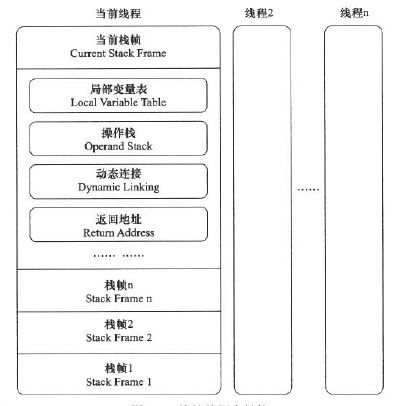 当前线程
线程2
线程n
当前栈帧
Current Stack Frame
局部变量表
Local Variable Table
操作栈
Operand Stack
动态连接
Dynamic Linking
返回地址
Return Address
…… ……
……
栈帧n
Stack Frame n
栈帧2
Stack Frame 2
栈帧1
Stack Frame 1